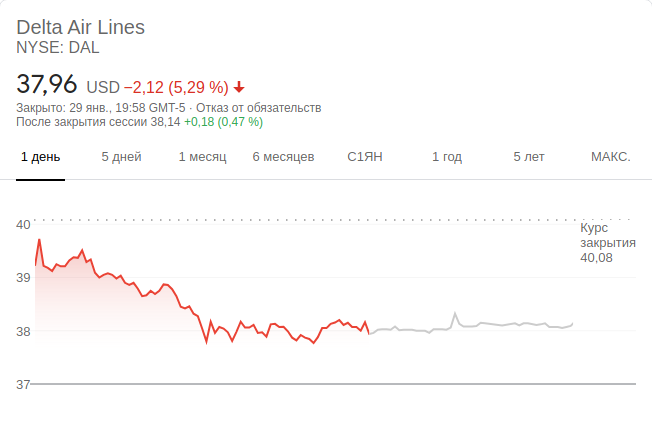 Delta Air Lines
NYSE: DAL
37,96 USD −2,12 (5,29 %)
Закрыто: 29 янв., 19:58 GMT-5 · Отказ от обязательств
После закрытия сессии 38,14 +0,18 (0,47 %)
1 день 5 дней 1 месяц 6 месяцев С1ЯН 1 год 5 лет МАКС.
40
Курс
закрытия
40,08
39
38
37